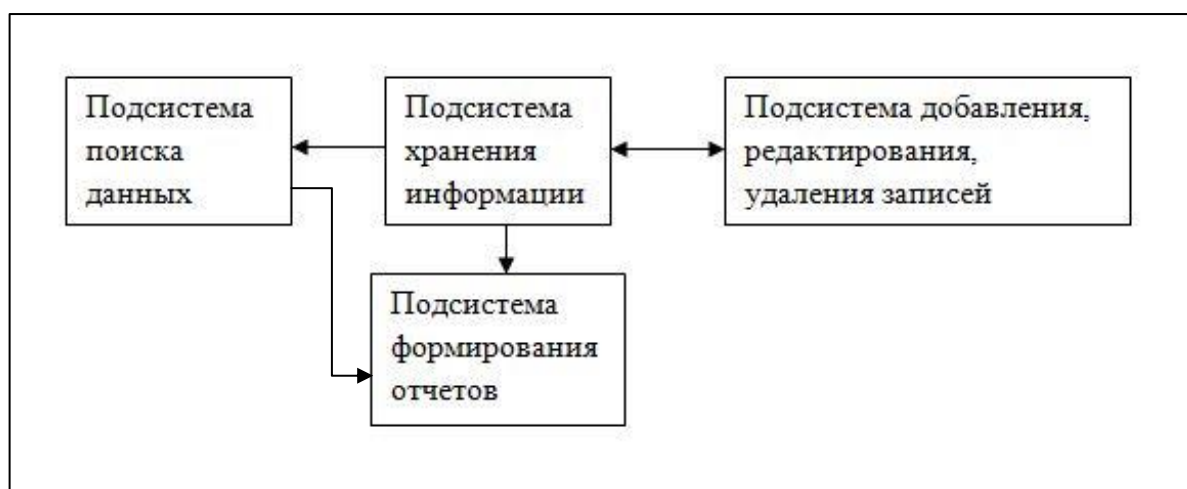 Подсистема
поиска
данных
Подсистема
хранения
информации
Подсистема добавления,
редактирования,
удаления записей
Подсистема
формирования
отчетов